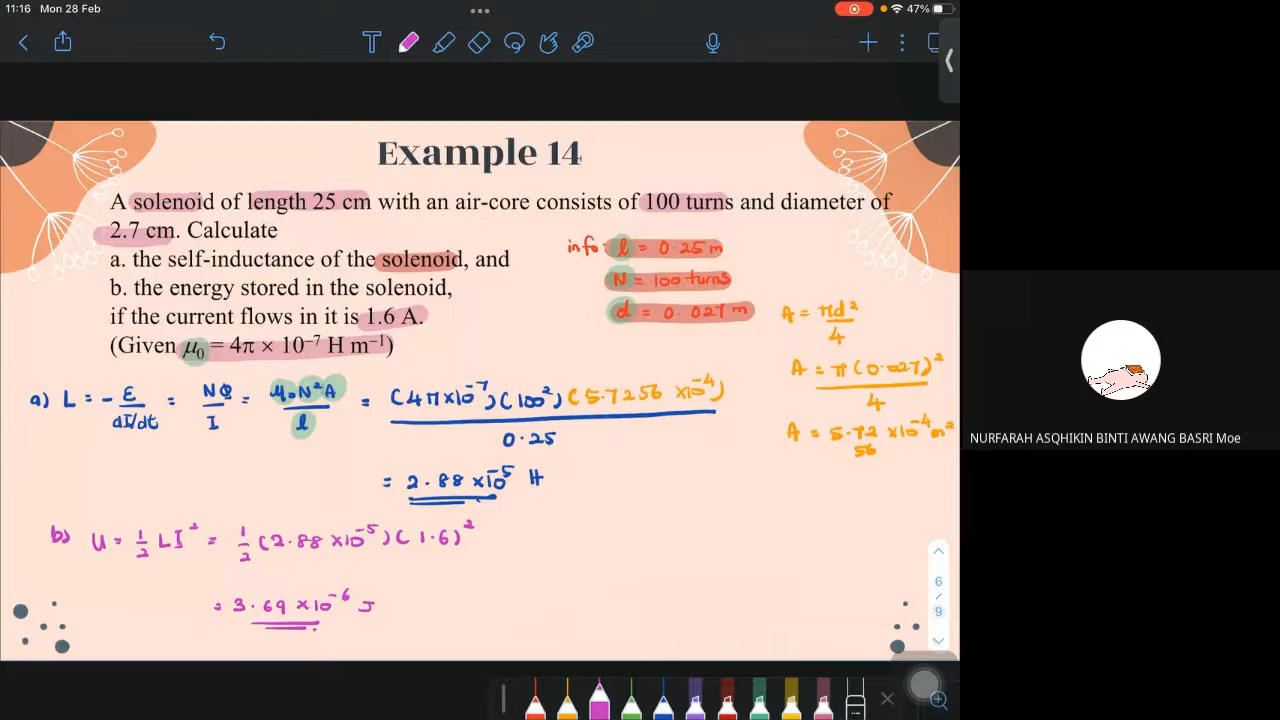 11:16 Mon 28 Feb
47%
Example 14
A solenoid of length 25 cm with an air-core consists of 100 turns and diameter of
2.7 cm. Calculate
a. the self-inductance of the solenoid, and
b. the energy stored in the solenoid,
if the current flows in it is 1.6 A.
(Given μ₀ = 4π × 10⁻⁷ H m⁻¹)
info: l = 0.25 m
N = 100 turns
d = 0.027 m
A = πd²/4
A = π(0.027)²/4
A = 5.7256 × 10⁻⁴ m²
a) L = - ε/dI/dt = NΦ/I = μ₀N²A/l = (4π×10⁻⁷)(100²)(5.7256 ×10⁻⁴)/0.25
= 2.88 ×10⁻⁵ H
b) U = 1/2 LI² = 1/2 (2.88 ×10⁻⁵)(1.6)²
= 3.69 ×10⁻⁶ J
6
/
9
NURFARAH ASQHIKIN BINTI AWANG BASRI Moe